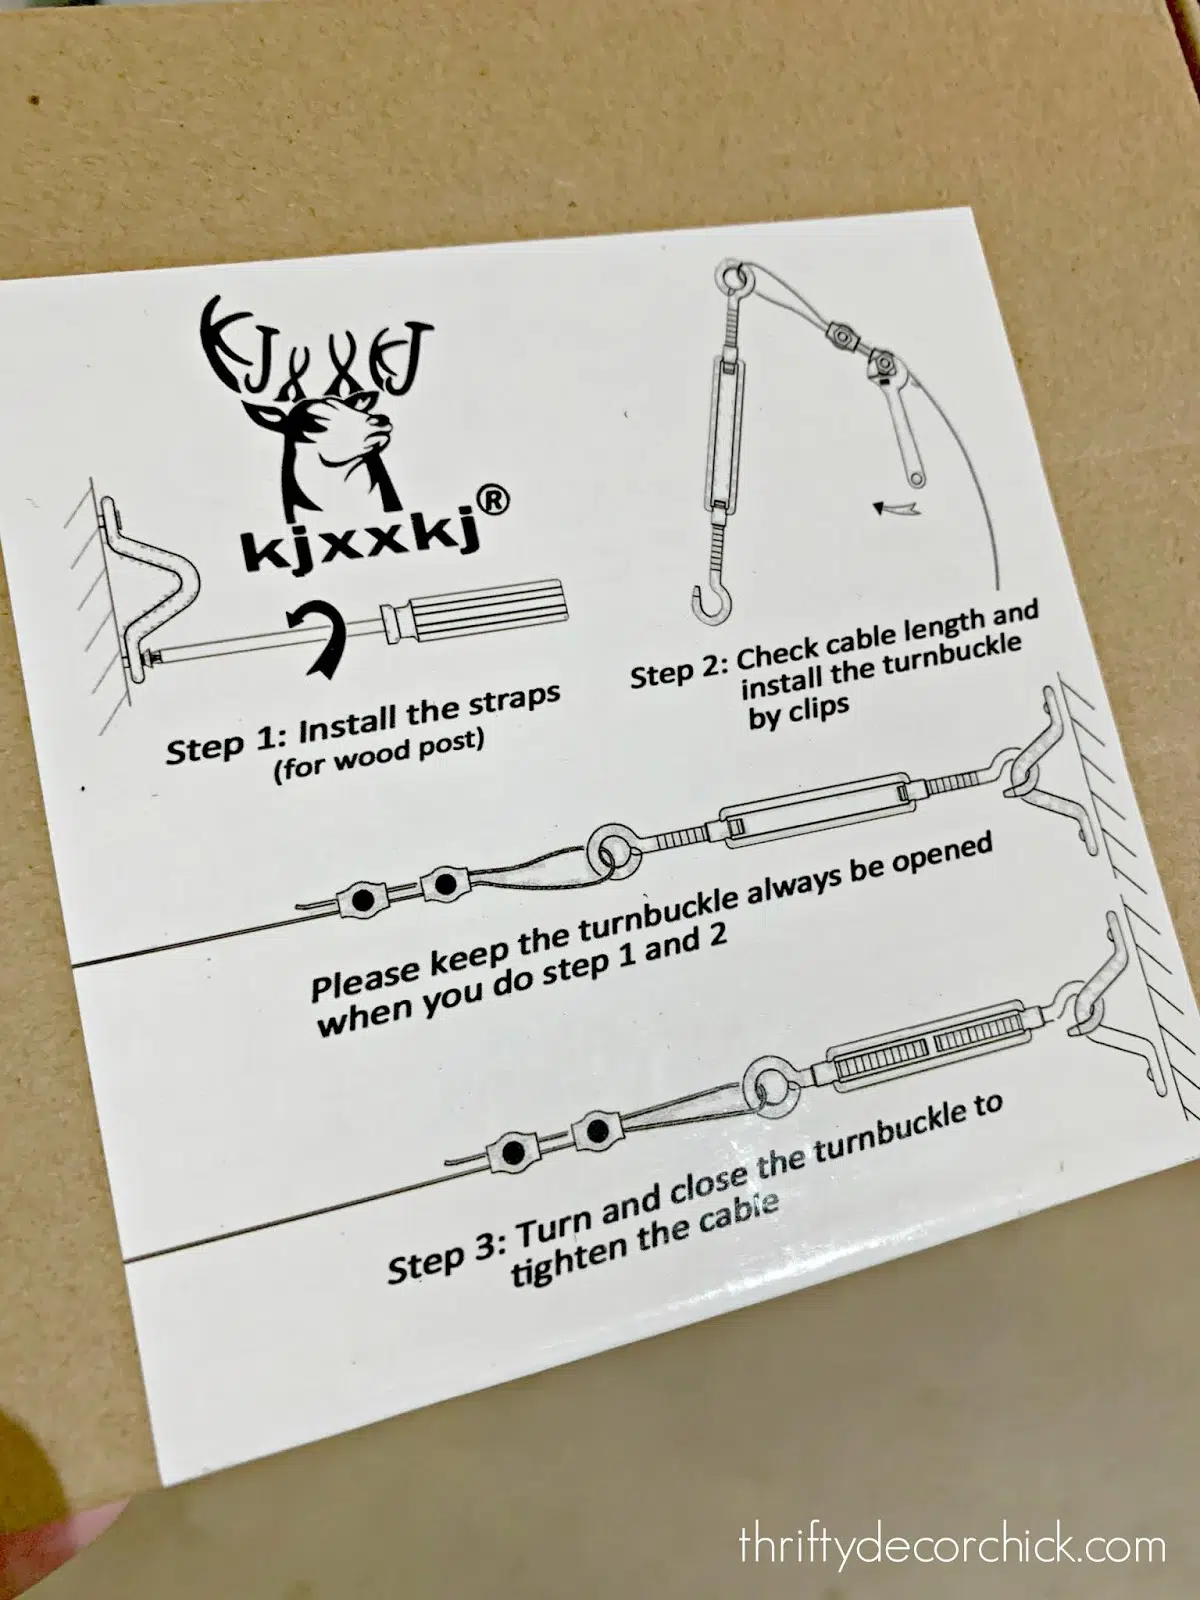 KJXXKJ
kjxxkj®
Step 1: Install the straps
(for wood post)
Step 2: Check cable length and
install the turnbuckle
by clips
Please keep the turnbuckle always be opened
when you do step 1 and 2
Step 3: Turn and close the turnbuckle to
tighten the cable
thriftydecorchick.com